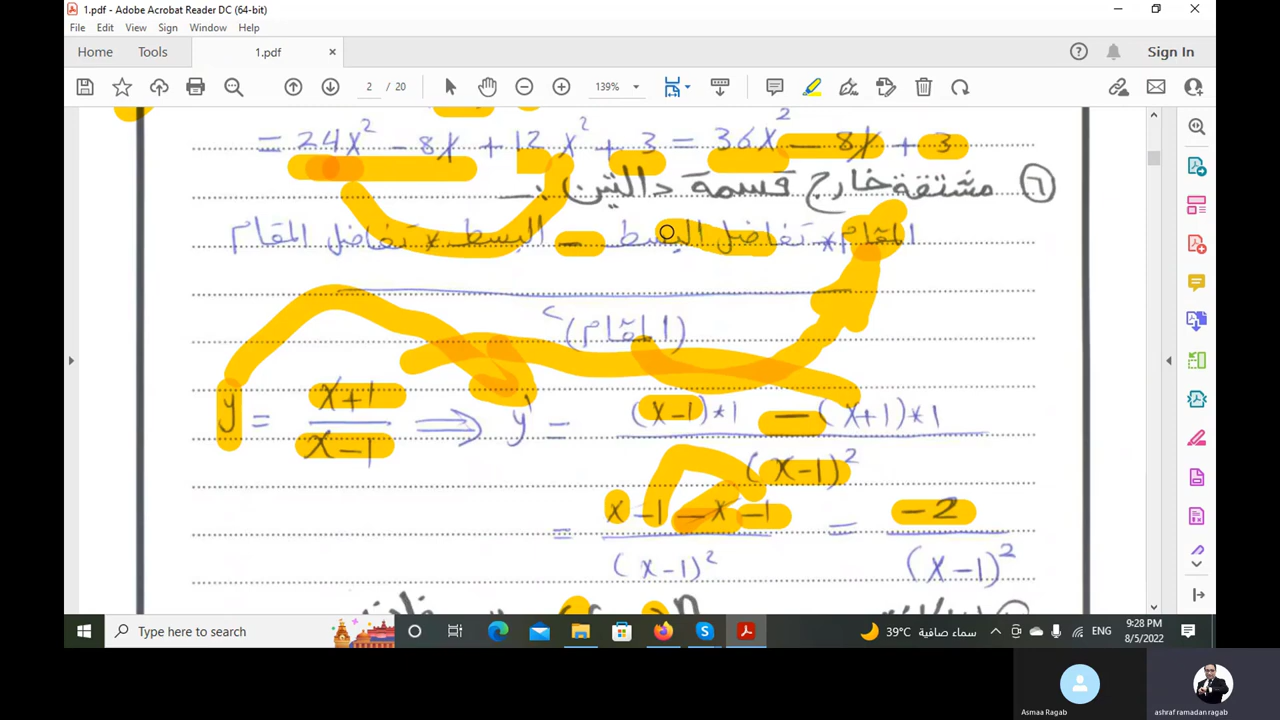 1.pdf - Adobe Acrobat Reader DC (64-bit)
File Edit View Sign Window Help
Home Tools 1.pdf × Sign In
2 / 20 139%
= 24x² - 8x + 12x² + 3 = 36x² - 8x + 3
٦ مشتقة خارج قسمة دالتين :-
المقام * تفاضل البسط - البسط * تفاضل المقام
(المقام)²
y = x+1 / x-1 ⟹ y' = (x-1)*1 - (x+1)*1 / (x-1)²
= x-1-x-1 / (x-1)² = -2 / (x-1)²
Type here to search 39°C سماء صافية ENG 9:28 PM
8/5/2022
Asmaa Ragab ashraf ramadan ragab